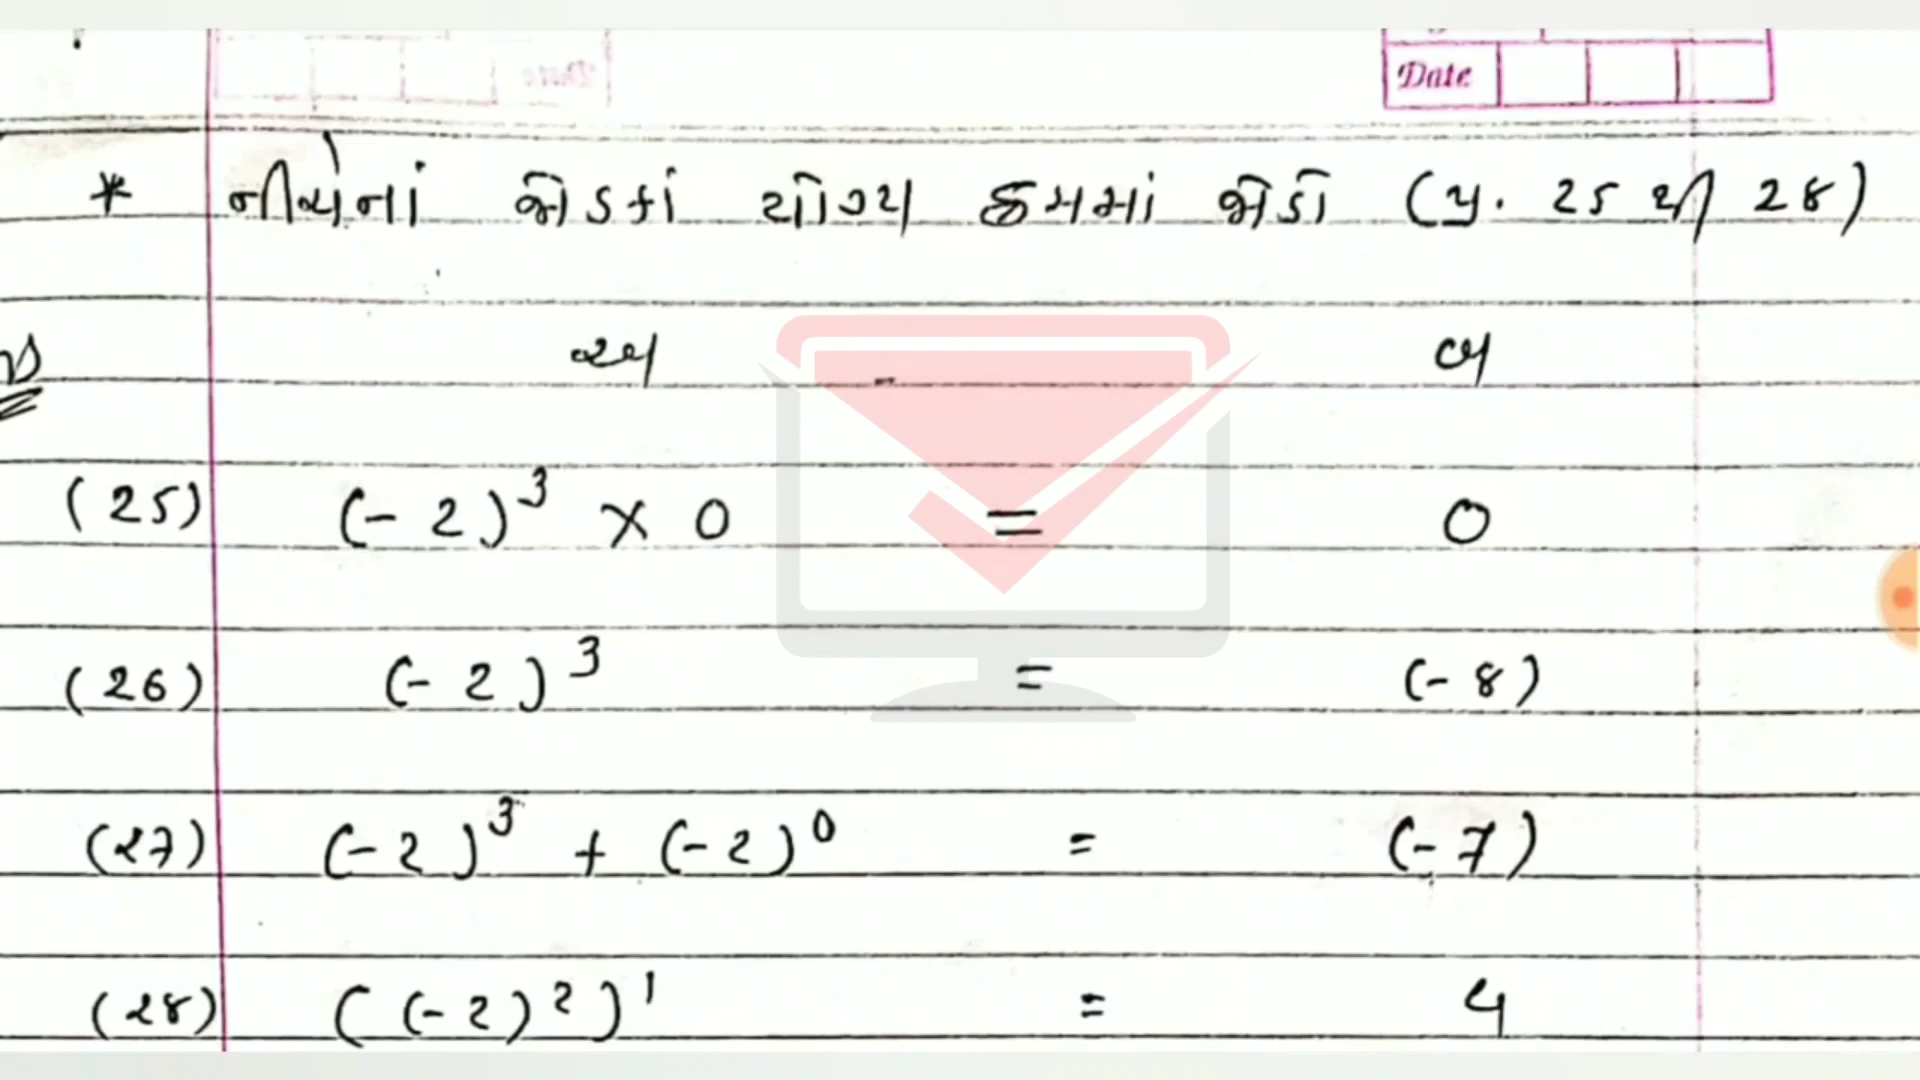 Date
* નીચેનાં જોડકાં યોગ્ય ક્રમમાં જોડો (પ્ર. 25 થી 28)
અ બ
(25) (-2)³ × 0 = 0
(26) (-2)³ = (-8)
(27) (-2)³ + (-2)⁰ = (-7)
(28) ((-2)²)¹ = 4